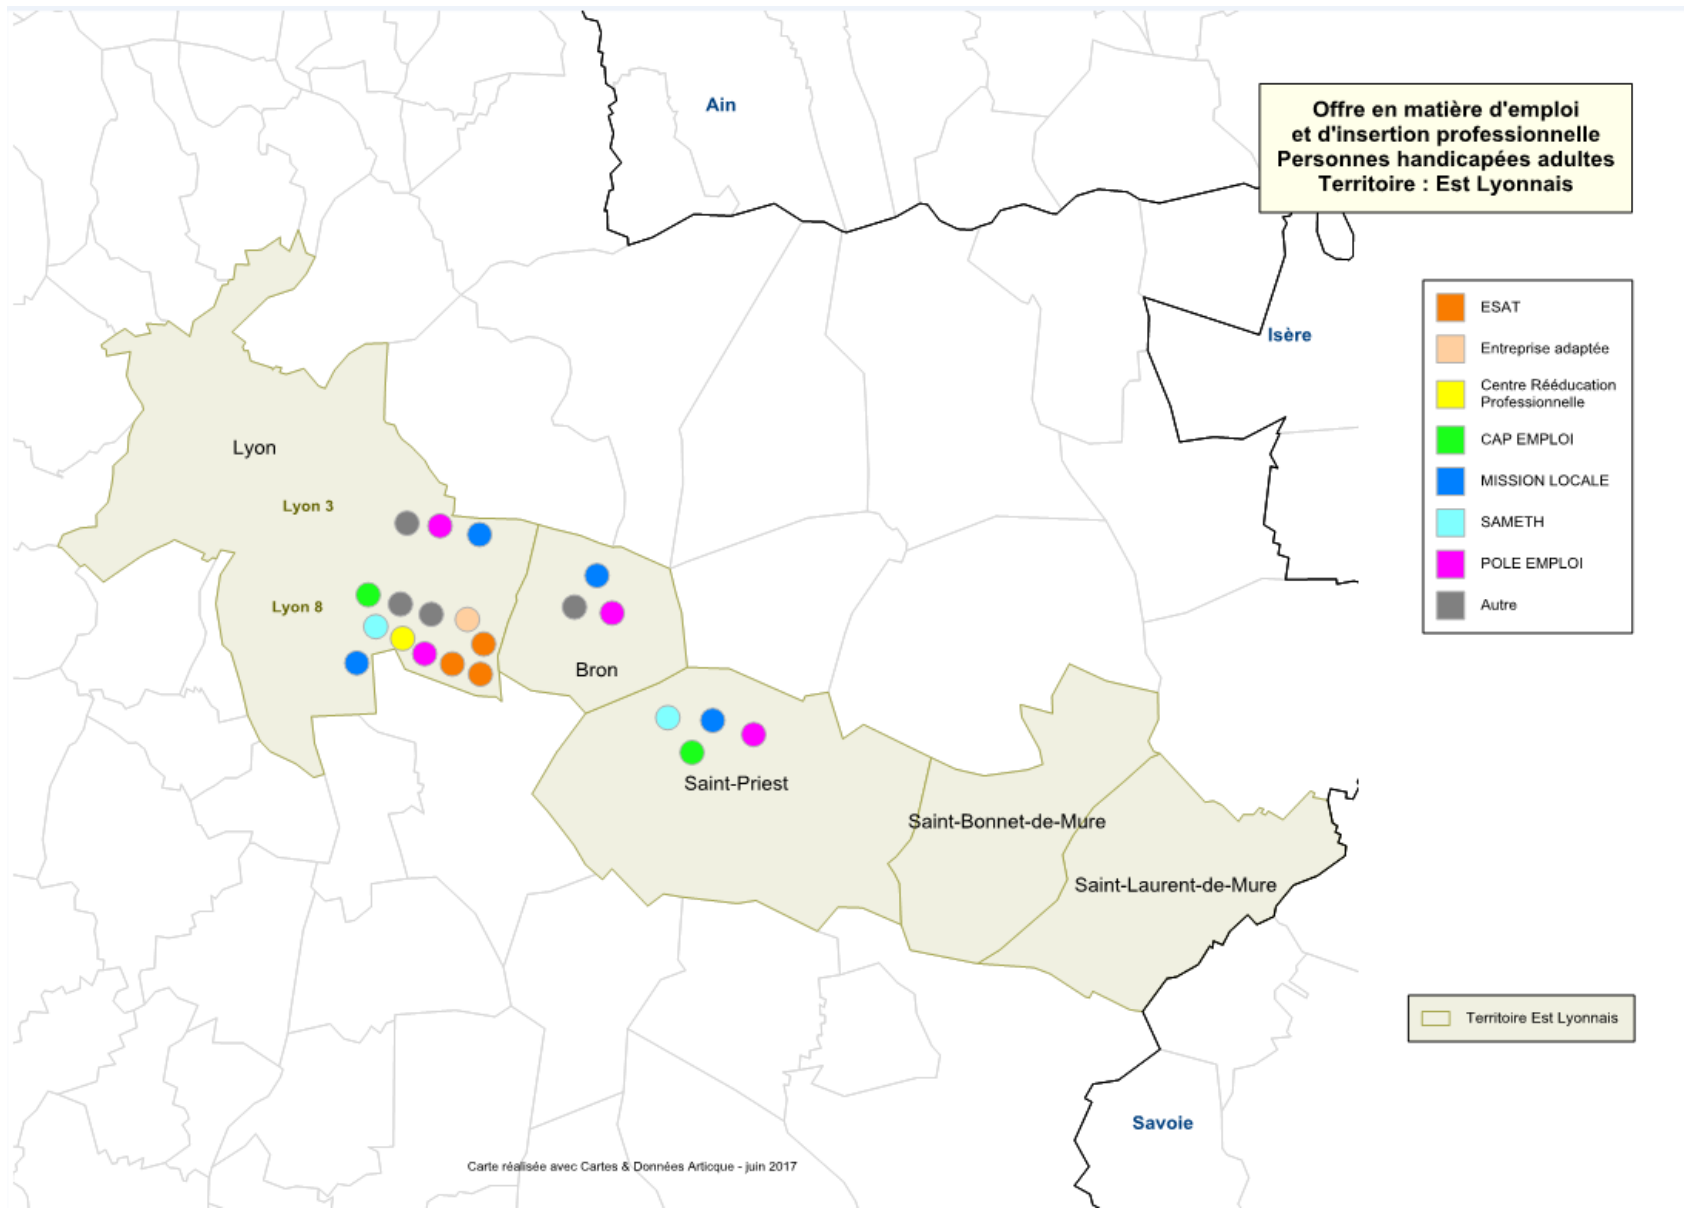 Ain
Offre en matière d'emploi
et d'insertion professionnelle
Personnes handicapées adultes
Territoire : Est Lyonnais
ESAT
Isère
Entreprise adaptée
Centre Rééducation
Professionnelle
CAP EMPLOI
Lyon
MISSION LOCALE
Lyon 3
SAMETH
POLE EMPLOI
Lyon 8
Autre
Bron
Saint-Priest
Saint-Bonnet-de-Mure
Saint-Laurent-de-Mure
Territoire Est Lyonnais
Savoie
Carte réalisée avec Cartes & Données Articque - juin 2017